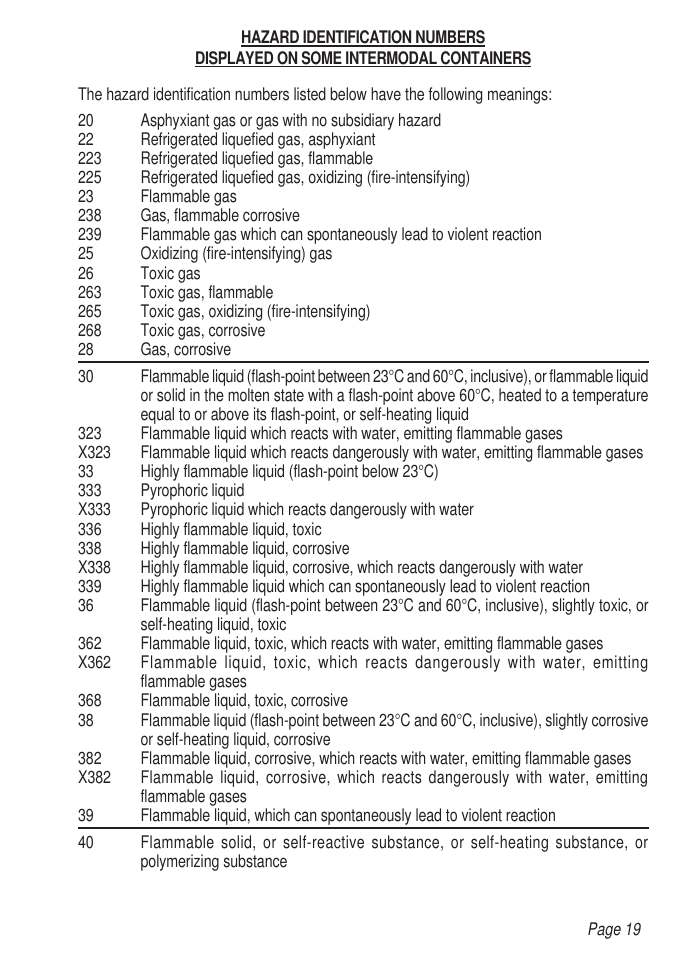 HAZARD IDENTIFICATION NUMBERS
DISPLAYED ON SOME INTERMODAL CONTAINERS
The hazard identification numbers listed below have the following meanings:
20 Asphyxiant gas or gas with no subsidiary hazard
22 Refrigerated liquefied gas, asphyxiant
223 Refrigerated liquefied gas, flammable
225 Refrigerated liquefied gas, oxidizing (fire-intensifying)
23 Flammable gas
238 Gas, flammable corrosive
239 Flammable gas which can spontaneously lead to violent reaction
25 Oxidizing (fire-intensifying) gas
26 Toxic gas
263 Toxic gas, flammable
265 Toxic gas, oxidizing (fire-intensifying)
268 Toxic gas, corrosive
28 Gas, corrosive
30 Flammable liquid (flash-point between 23°C and 60°C, inclusive), or flammable liquid
or solid in the molten state with a flash-point above 60°C, heated to a temperature
equal to or above its flash-point, or self-heating liquid
323 Flammable liquid which reacts with water, emitting flammable gases
X323 Flammable liquid which reacts dangerously with water, emitting flammable gases
33 Highly flammable liquid (flash-point below 23°C)
333 Pyrophoric liquid
X333 Pyrophoric liquid which reacts dangerously with water
336 Highly flammable liquid, toxic
338 Highly flammable liquid, corrosive
X338 Highly flammable liquid, corrosive, which reacts dangerously with water
339 Highly flammable liquid which can spontaneously lead to violent reaction
36 Flammable liquid (flash-point between 23°C and 60°C, inclusive), slightly toxic, or
self-heating liquid, toxic
362 Flammable liquid, toxic, which reacts with water, emitting flammable gases
X362 Flammable liquid, toxic, which reacts dangerously with water, emitting
flammable gases
368 Flammable liquid, toxic, corrosive
38 Flammable liquid (flash-point between 23°C and 60°C, inclusive), slightly corrosive
or self-heating liquid, corrosive
382 Flammable liquid, corrosive, which reacts with water, emitting flammable gases
X382 Flammable liquid, corrosive, which reacts dangerously with water, emitting
flammable gases
39 Flammable liquid, which can spontaneously lead to violent reaction
40 Flammable solid, or self-reactive substance, or self-heating substance, or
polymerizing substance
Page 19